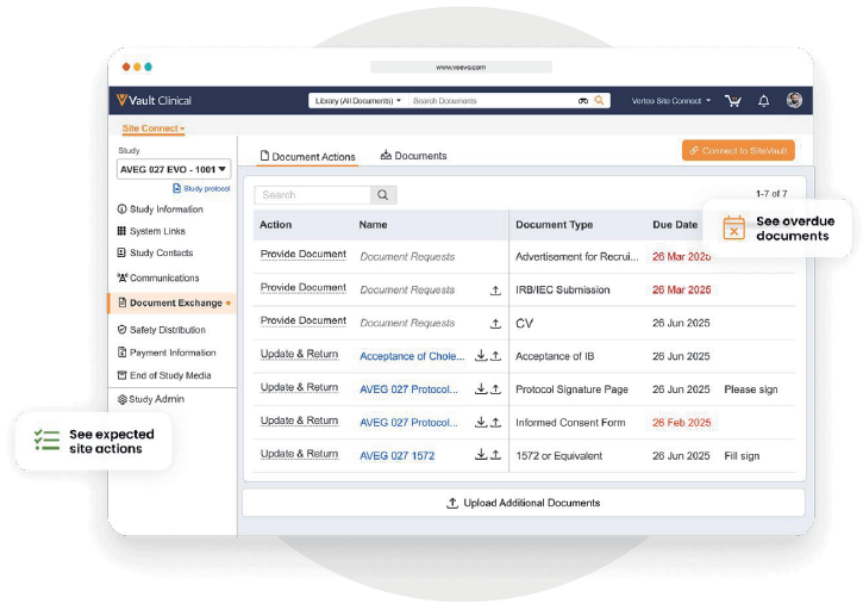 www.veeva.com
Vault Clinical
Library (All Documents)
Search Documents
Verteo Site Connect
Site Connect
Study
AVEG 027 EVO - 1001
Study protocol
Study Information
System Links
Study Contacts
Communications
Document Exchange
Safety Distribution
Payment Information
End of Study Media
Study Admin
See expected
site actions
Document Actions
Documents
Connect to SiteVault
Search
1-7 of 7
See overdue
documents
Action Name Document Type Due Date
Provide Document Document Requests Advertisement for Recrui... 26 Mar 2025
Provide Document Document Requests IRB/IEC Submission 26 Mar 2025
Provide Document Document Requests CV 26 Jun 2025
Update & Return Acceptance of Chole... Acceptance of IB 26 Jun 2025
Update & Return AVEG 027 Protocol... Protocol Signature Page 26 Jun 2025 Please sign
Update & Return AVEG 027 Protocol... Informed Consent Form 26 Feb 2025
Update & Return AVEG 027 1572 1572 or Equivalent 26 Jun 2025 Fill sign
Upload Additional Documents